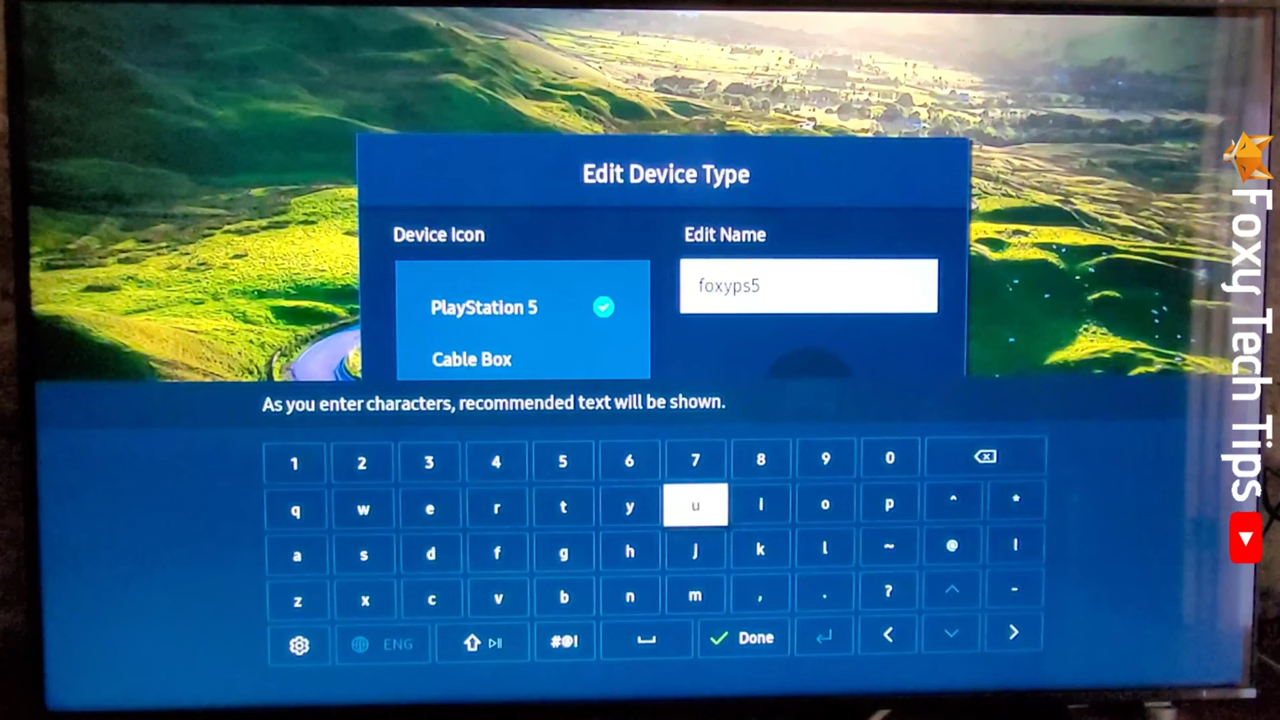 Edit Device Type
Device Icon
Edit Name
PlayStation 5
foxyps5
Cable Box
As you enter characters, recommended text will be shown.
1 2 3 4 5 6 7 8 9 0
q w e r t y u i o p ^ *
a s d f g h j k l ~ @ !
z x c v b n m , . ? ^ -
ENG #@! Done < >
Foxy Tech Tips